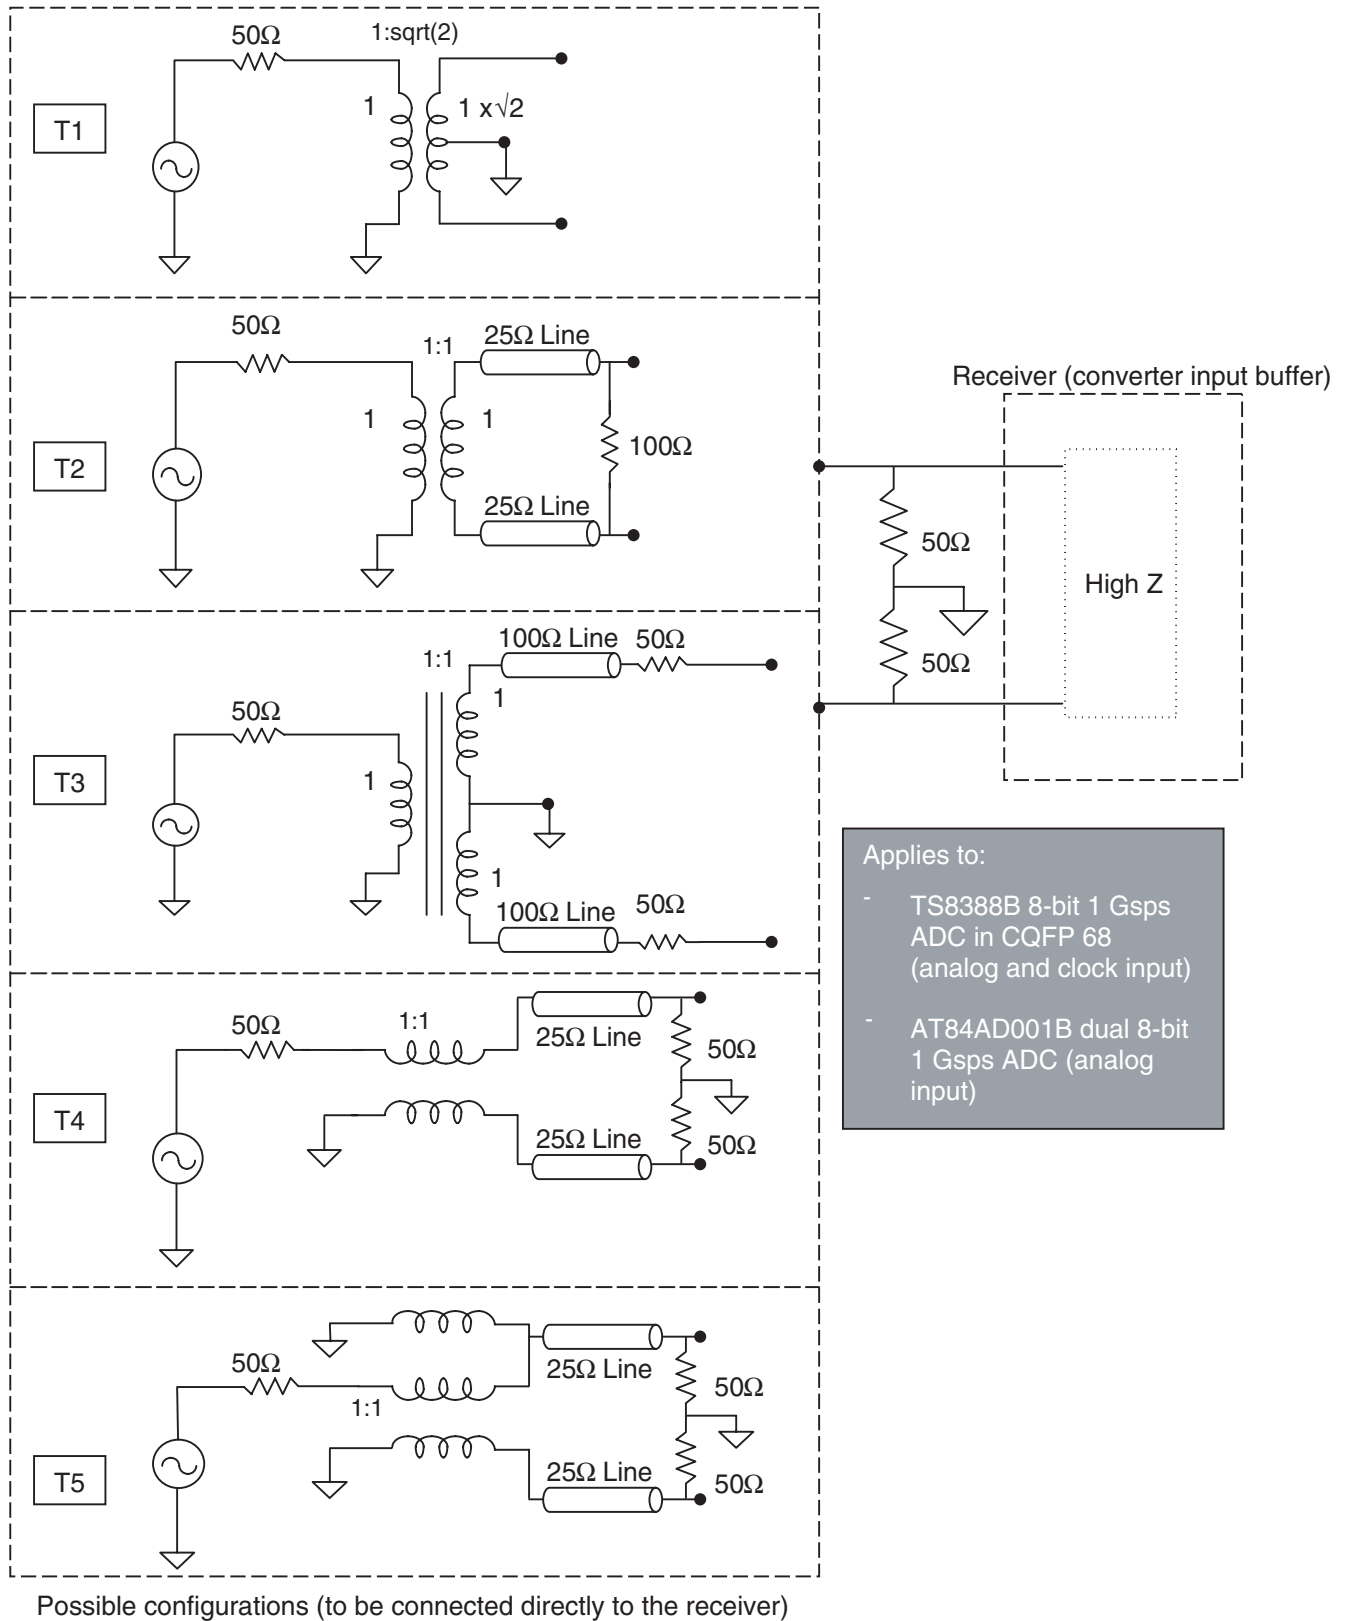 50Ω
1:sqrt(2)
T1
1
1 x√2
50Ω
1:1
25Ω Line
T2
1
1
100Ω
25Ω Line
Receiver (converter input buffer)
50Ω
High Z
50Ω
100Ω Line
50Ω
1:1
1
50Ω
T3
1
1
100Ω Line
50Ω
Applies to:
- TS8388B 8-bit 1 Gsps
ADC in CQFP 68
(analog and clock input)
- AT84AD001B dual 8-bit
1 Gsps ADC (analog
input)
50Ω
1:1
25Ω Line
50Ω
T4
25Ω Line
50Ω
50Ω
1:1
25Ω Line
50Ω
T5
25Ω Line
50Ω
Possible configurations (to be connected directly to the receiver)